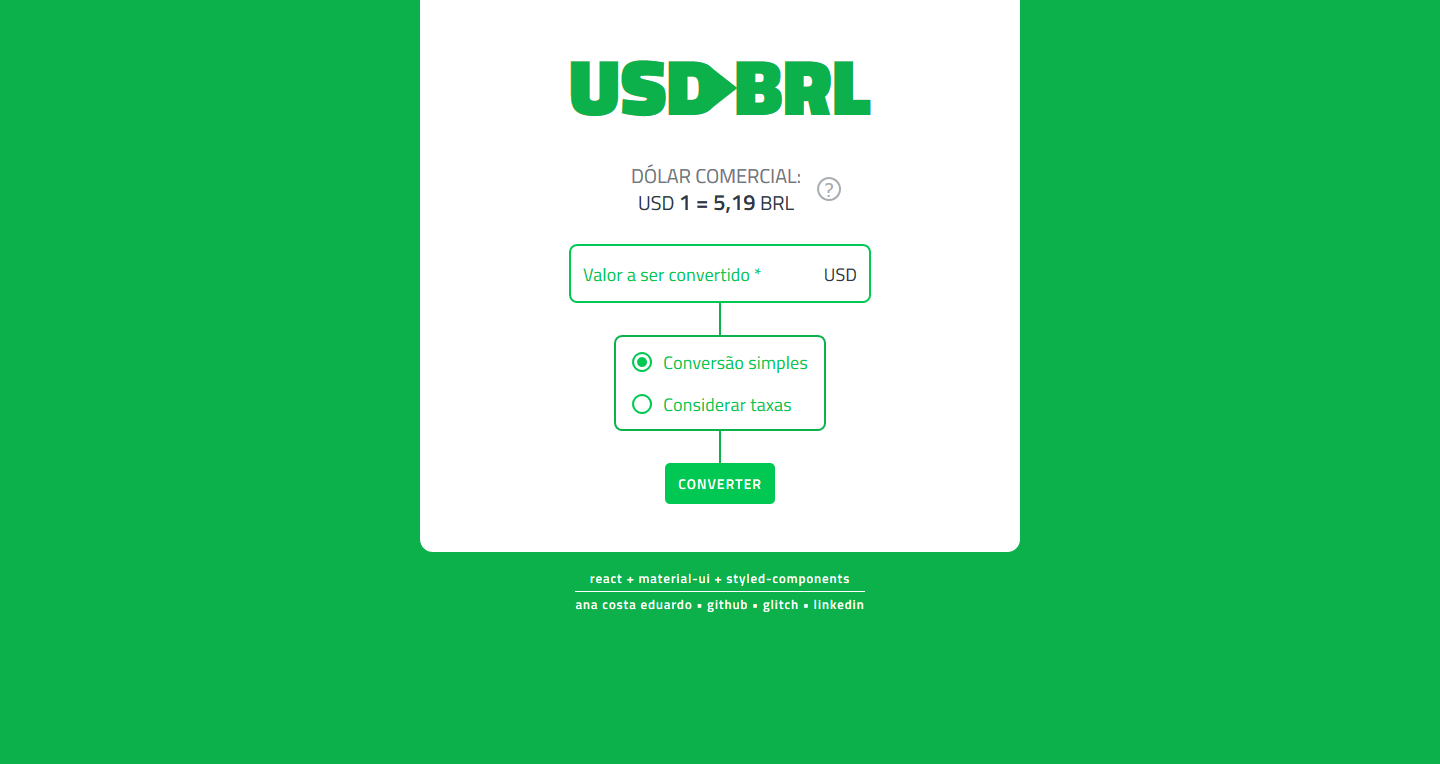 USD BRL
DÓLAR COMERCIAL:
USD 1 = 5,19 BRL
?
Valor a ser convertido * USD
Conversão simples
Considerar taxas
CONVERTER
react + material-ui + styled-components
ana costa eduardo • github • glitch • linkedin